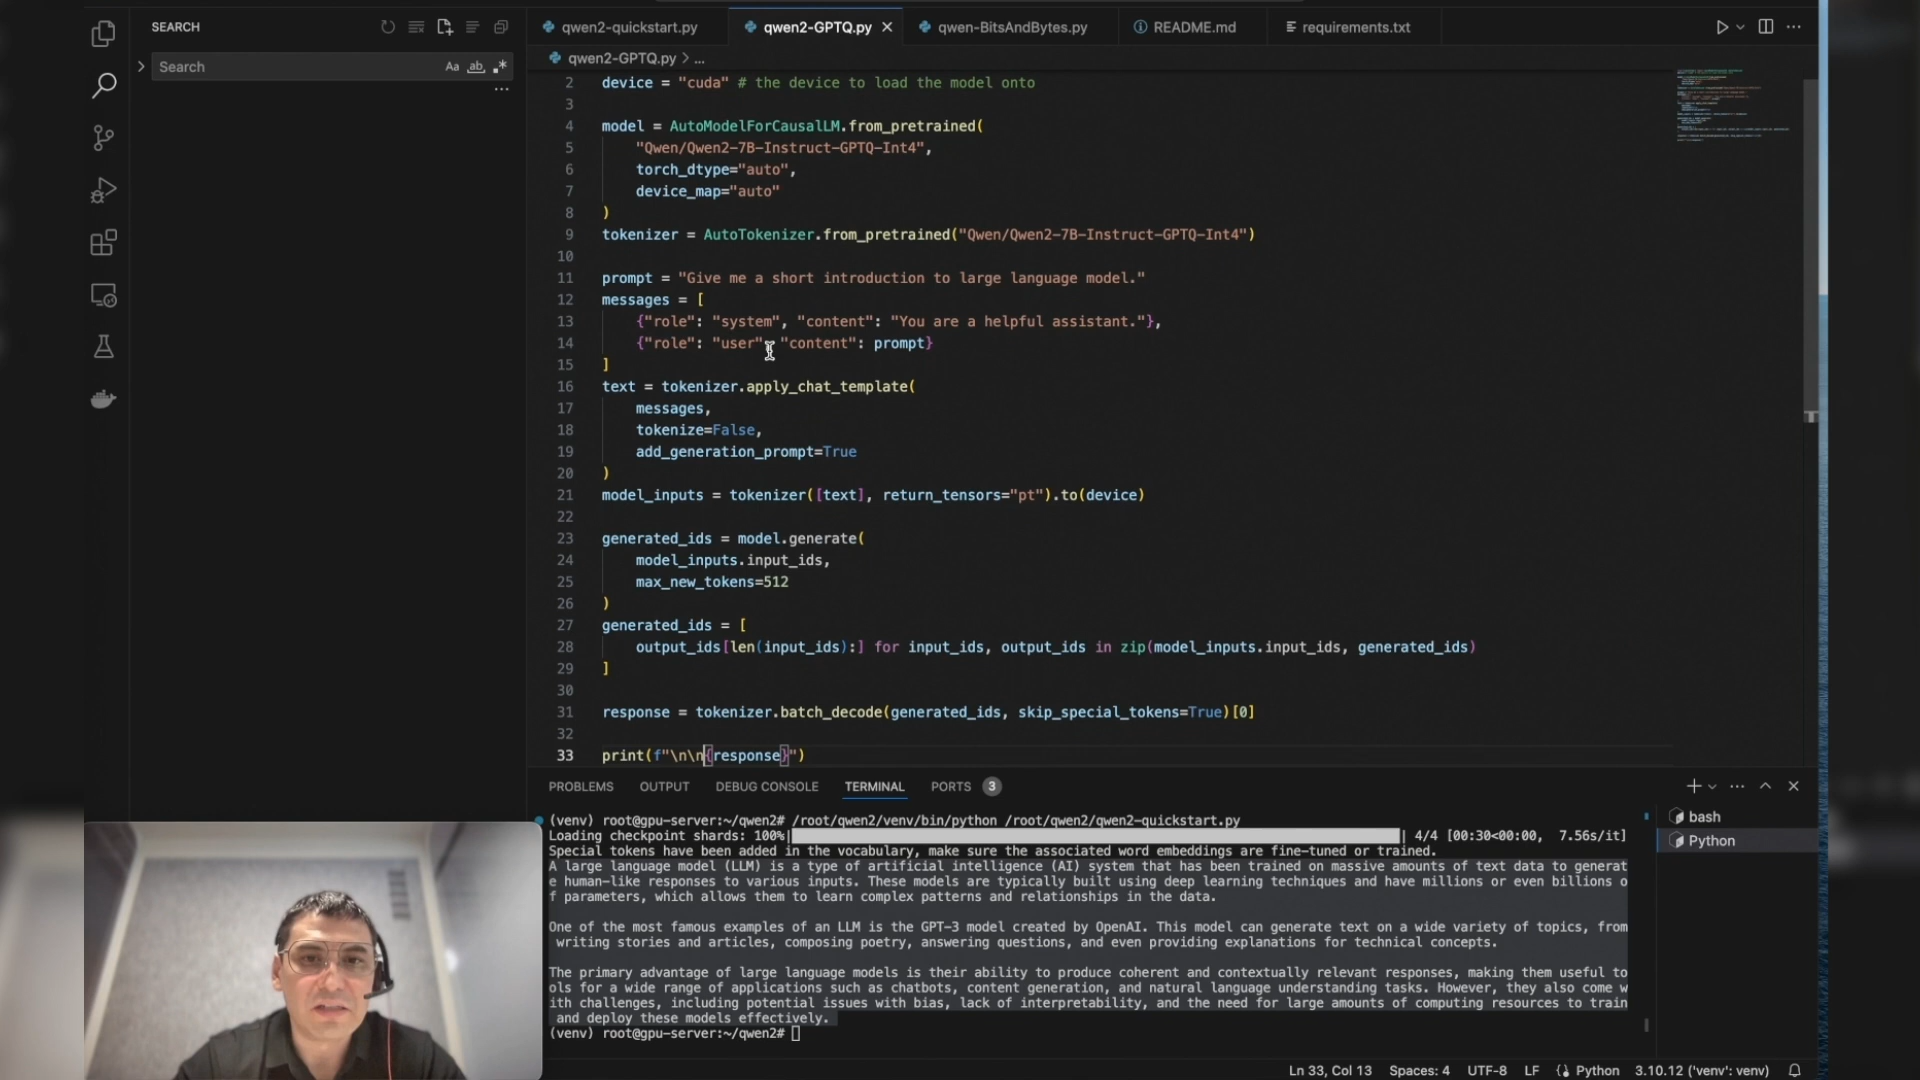 SEARCH
Search
Aa
ab
qwen2-quickstart.py
qwen2-GPTQ.py
qwen-BitsAndBytes.py
README.md
requirements.txt
qwen2-GPTQ.py > ...
2 device = "cuda" # the device to load the model onto
3
4 model = AutoModelForCausalLM.from_pretrained(
5 "Qwen/Qwen2-7B-Instruct-GPTQ-Int4",
6 torch_dtype="auto",
7 device_map="auto"
8 )
9 tokenizer = AutoTokenizer.from_pretrained("Qwen/Qwen2-7B-Instruct-GPTQ-Int4")
10
11 prompt = "Give me a short introduction to large language model."
12 messages = [
13 {"role": "system", "content": "You are a helpful assistant."},
14 {"role": "user", "content": prompt}
15 ]
16 text = tokenizer.apply_chat_template(
17 messages,
18 tokenize=False,
19 add_generation_prompt=True
20 )
21 model_inputs = tokenizer([text], return_tensors="pt").to(device)
22
23 generated_ids = model.generate(
24 model_inputs.input_ids,
25 max_new_tokens=512
26 )
27 generated_ids = [
28 output_ids[len(input_ids):] for input_ids, output_ids in zip(model_inputs.input_ids, generated_ids)
29 ]
30
31 response = tokenizer.batch_decode(generated_ids, skip_special_tokens=True)[0]
32
33 print(f"\n\n{response}")
PROBLEMS OUTPUT DEBUG CONSOLE TERMINAL PORTS 3
(venv) root@gpu-server:~/qwen2# /root/qwen2/venv/bin/python /root/qwen2/qwen2-quickstart.py
Loading checkpoint shards: 100%| | 4/4 [00:30<00:00, 7.56s/it]
Special tokens have been added in the vocabulary, make sure the associated word embeddings are fine-tuned or trained.
A large language model (LLM) is a type of artificial intelligence (AI) system that has been trained on massive amounts of text data to generat
e human-like responses to various inputs. These models are typically built using deep learning techniques and have millions or even billions o
f parameters, which allows them to learn complex patterns and relationships in the data.
One of the most famous examples of an LLM is the GPT-3 model created by OpenAI. This model can generate text on a wide variety of topics, from
writing stories and articles, composing poetry, answering questions, and even providing explanations for technical concepts.
The primary advantage of large language models is their ability to produce coherent and contextually relevant responses, making them useful to
ols for a wide range of applications such as chatbots, content generation, and natural language understanding tasks. However, they also come w
ith challenges, including potential issues with bias, lack of interpretability, and the need for large amounts of computing resources to train
and deploy these models effectively.
(venv) root@gpu-server:~/qwen2#
bash
Python
Ln 33, Col 13 Spaces: 4 UTF-8 LF Python 3.10.12 ('venv': venv)